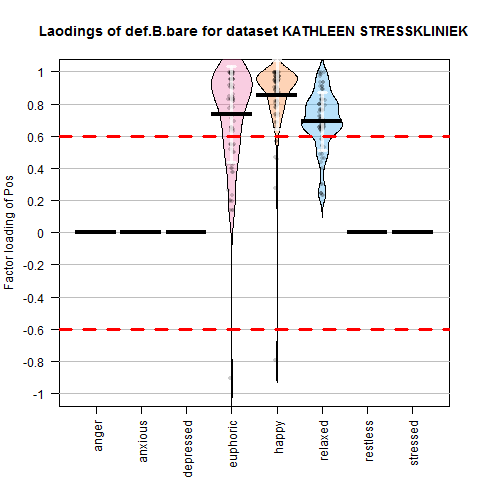 Laodings of def.B.bare for dataset KATHLEEN STRESSKLINIEK
Factor loading of Pos
1
0.8
0.6
0.4
0.2
0
-0.2
-0.4
-0.6
-0.8
-1
anger
anxious
depressed
euphoric
happy
relaxed
restless
stressed